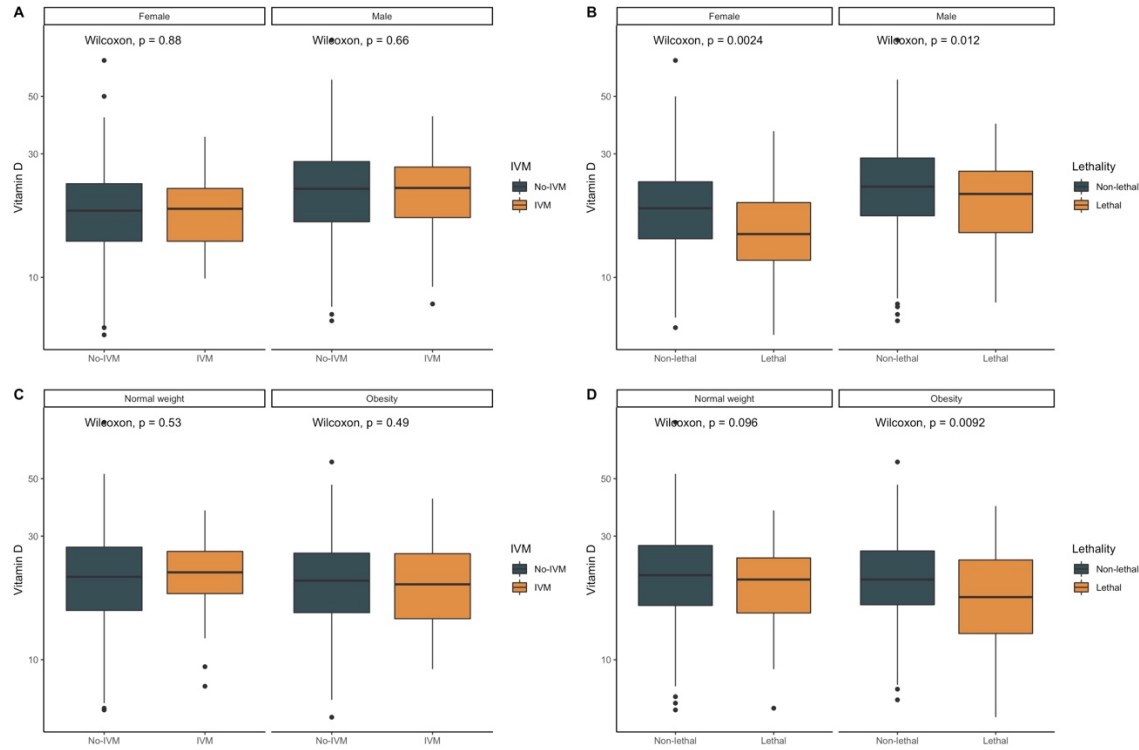 A
Female
Male
Wilcoxon, p = 0.88
Wilcoxon, p = 0.66
50
30
10
Vitamin D
No-IVM
IVM
No-IVM
IVM
IVM
No-IVM
IVM
B
Female
Male
Wilcoxon, p = 0.0024
Wilcoxon, p = 0.012
50
30
10
Vitamin D
Non-lethal
Lethal
Non-lethal
Lethal
Lethality
Non-lethal
Lethal
C
Normal weight
Obesity
Wilcoxon, p = 0.53
Wilcoxon, p = 0.49
50
30
10
Vitamin D
No-IVM
IVM
No-IVM
IVM
IVM
No-IVM
IVM
D
Normal weight
Obesity
Wilcoxon, p = 0.096
Wilcoxon, p = 0.0092
50
30
10
Vitamin D
Non-lethal
Lethal
Non-lethal
Lethal
Lethality
Non-lethal
Lethal